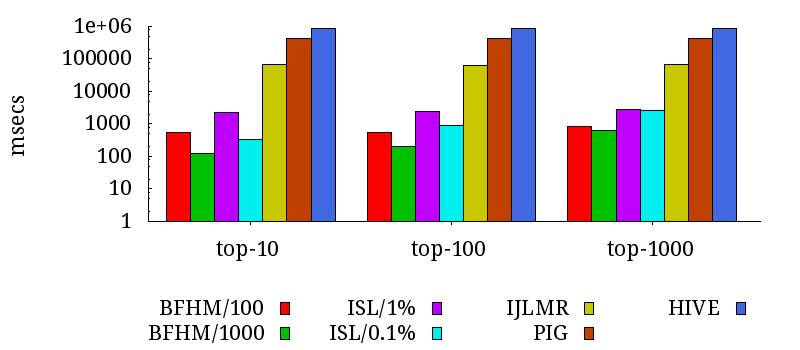 1e+06
100000
10000
1000
100
10
1
msecs
top-10 top-100 top-1000
BFHM/100 ISL/1% IJLMR HIVE
BFHM/1000 ISL/0.1% PIG